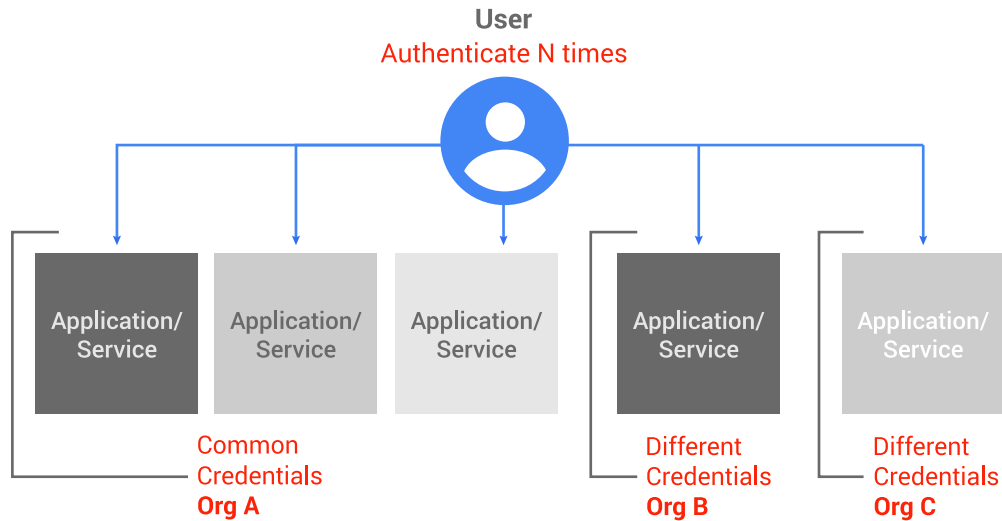 User
Authenticate N times
Application/
Service
Application/
Service
Application/
Service
Application/
Service
Application/
Service
Common
Credentials
Org A
Different
Credentials
Org B
Different
Credentials
Org C